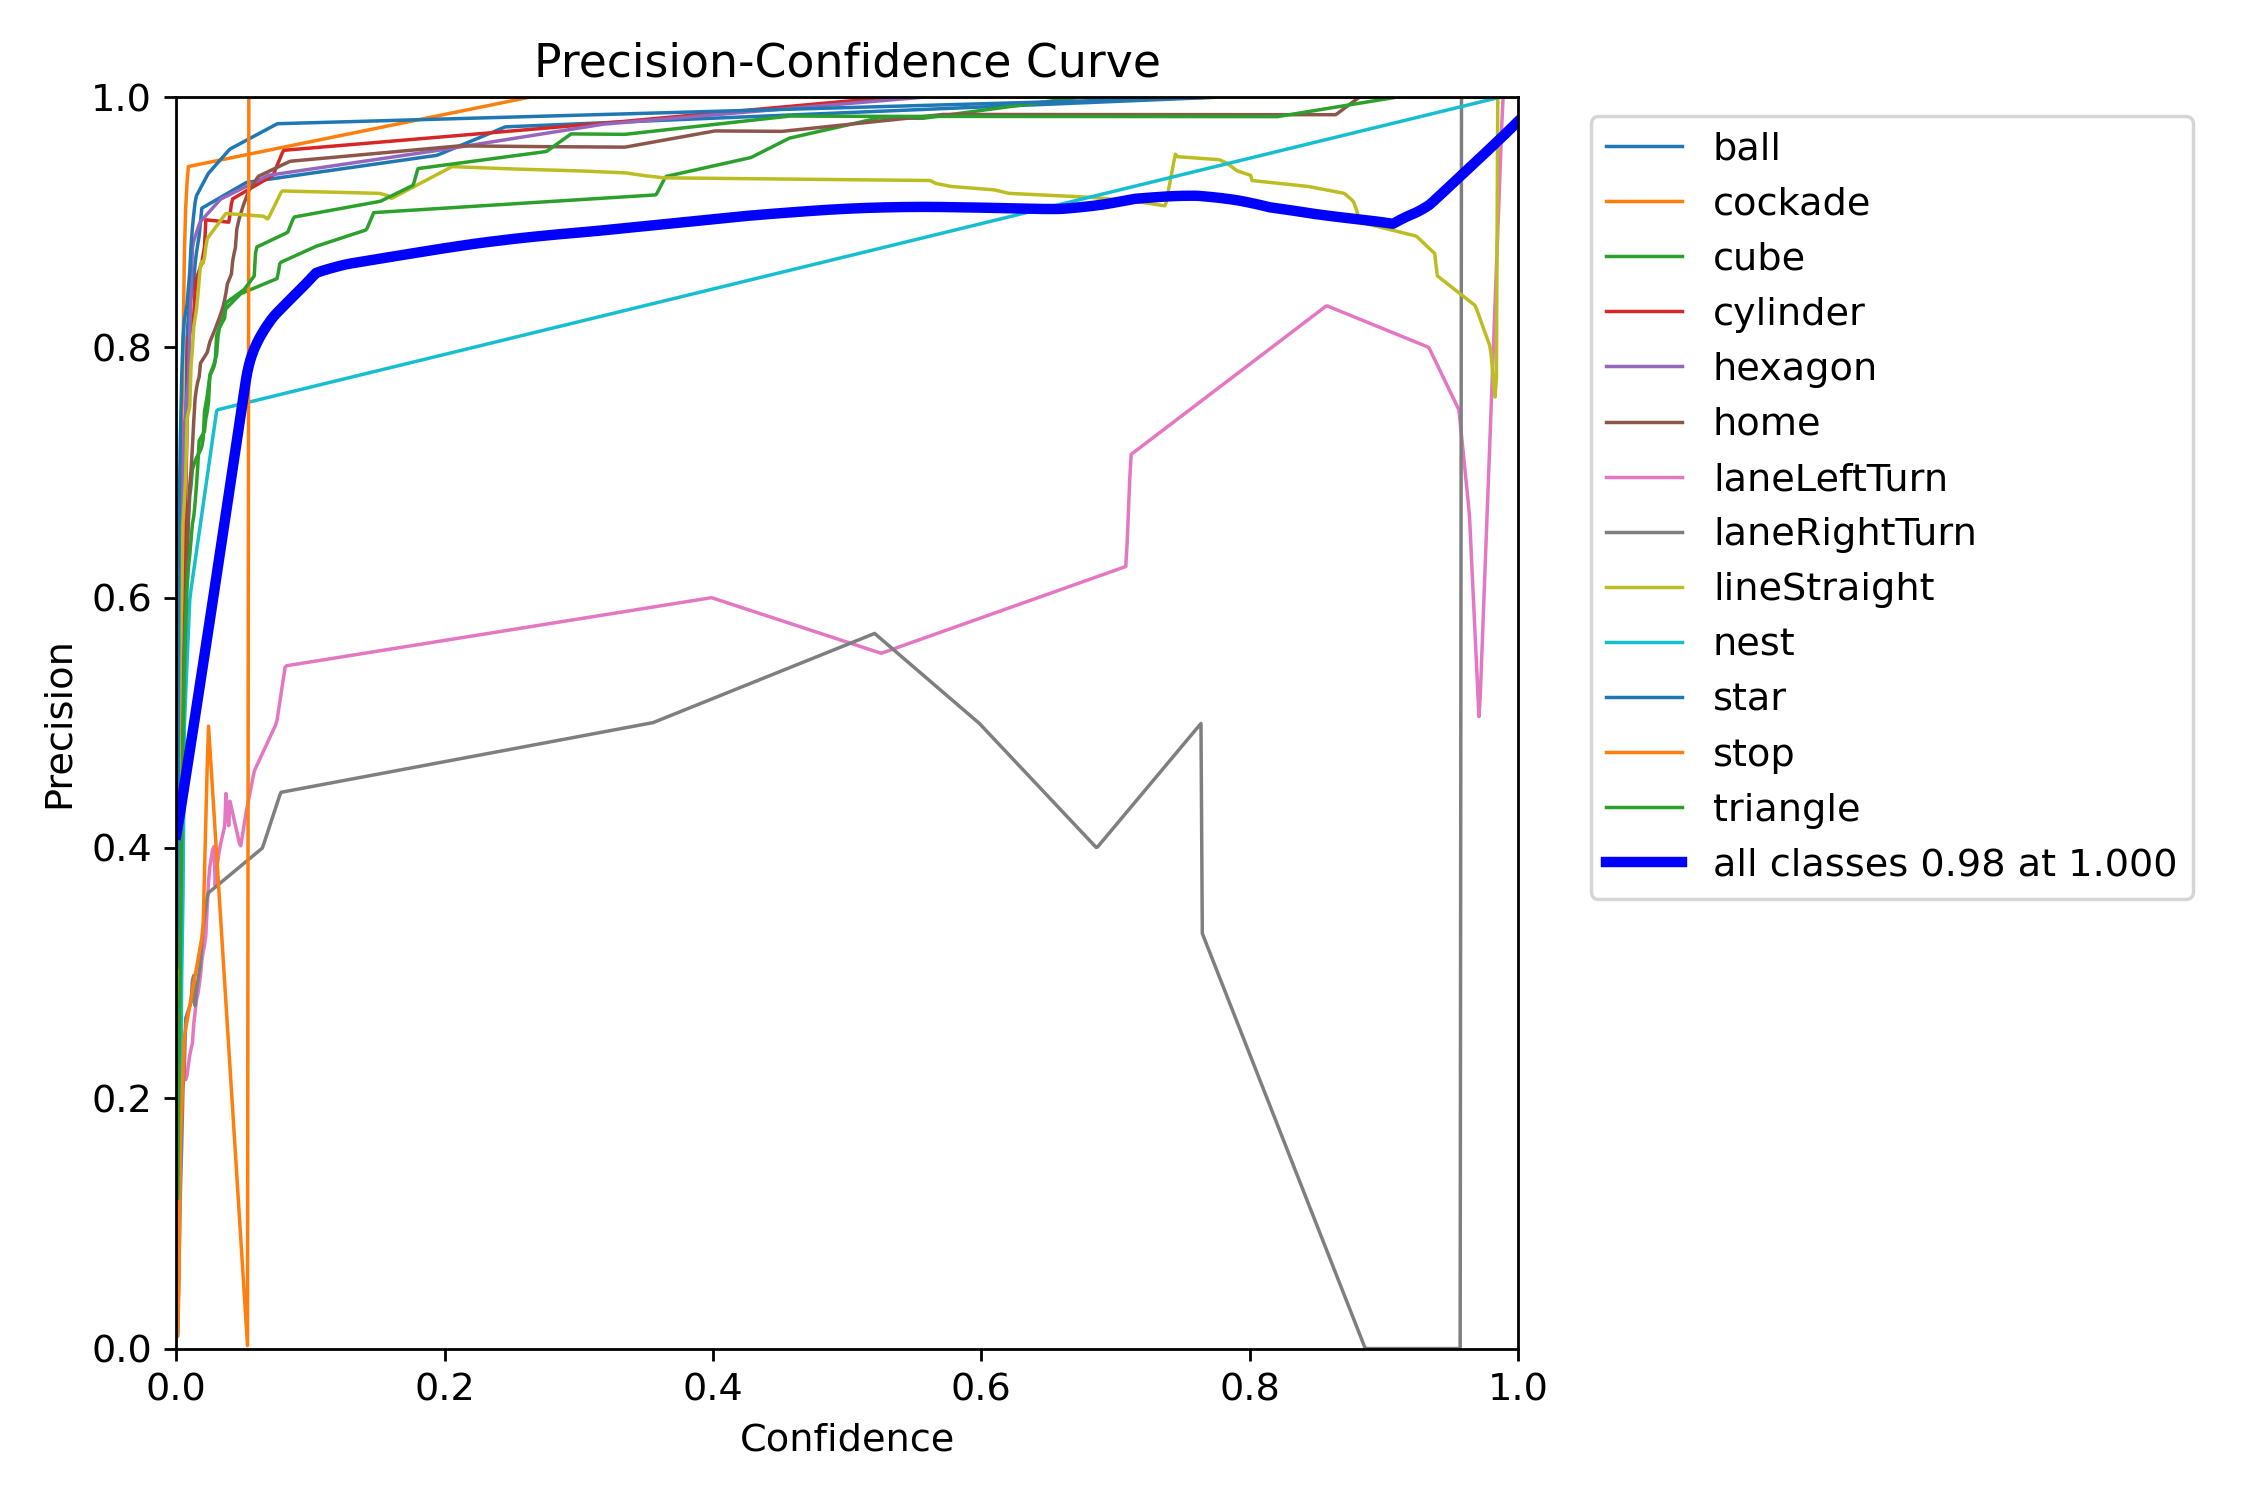 Precision-Confidence Curve
1.0
0.8
0.6
0.4
0.2
0.0
Precision
0.0 0.2 0.4 0.6 0.8 1.0
Confidence
ball
cockade
cube
cylinder
hexagon
home
laneLeftTurn
laneRightTurn
lineStraight
nest
star
stop
triangle
all classes 0.98 at 1.000